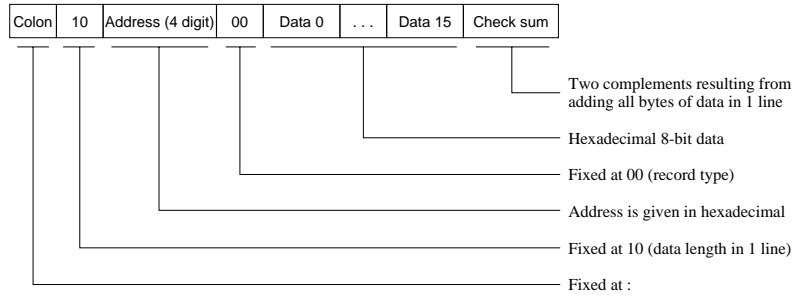 Colon 10 Address (4 digit) 00 Data 0 . . . Data 15 Check sum
Two complements resulting from
adding all bytes of data in 1 line
Hexadecimal 8-bit data
Fixed at 00 (record type)
Address is given in hexadecimal
Fixed at 10 (data length in 1 line)
Fixed at :